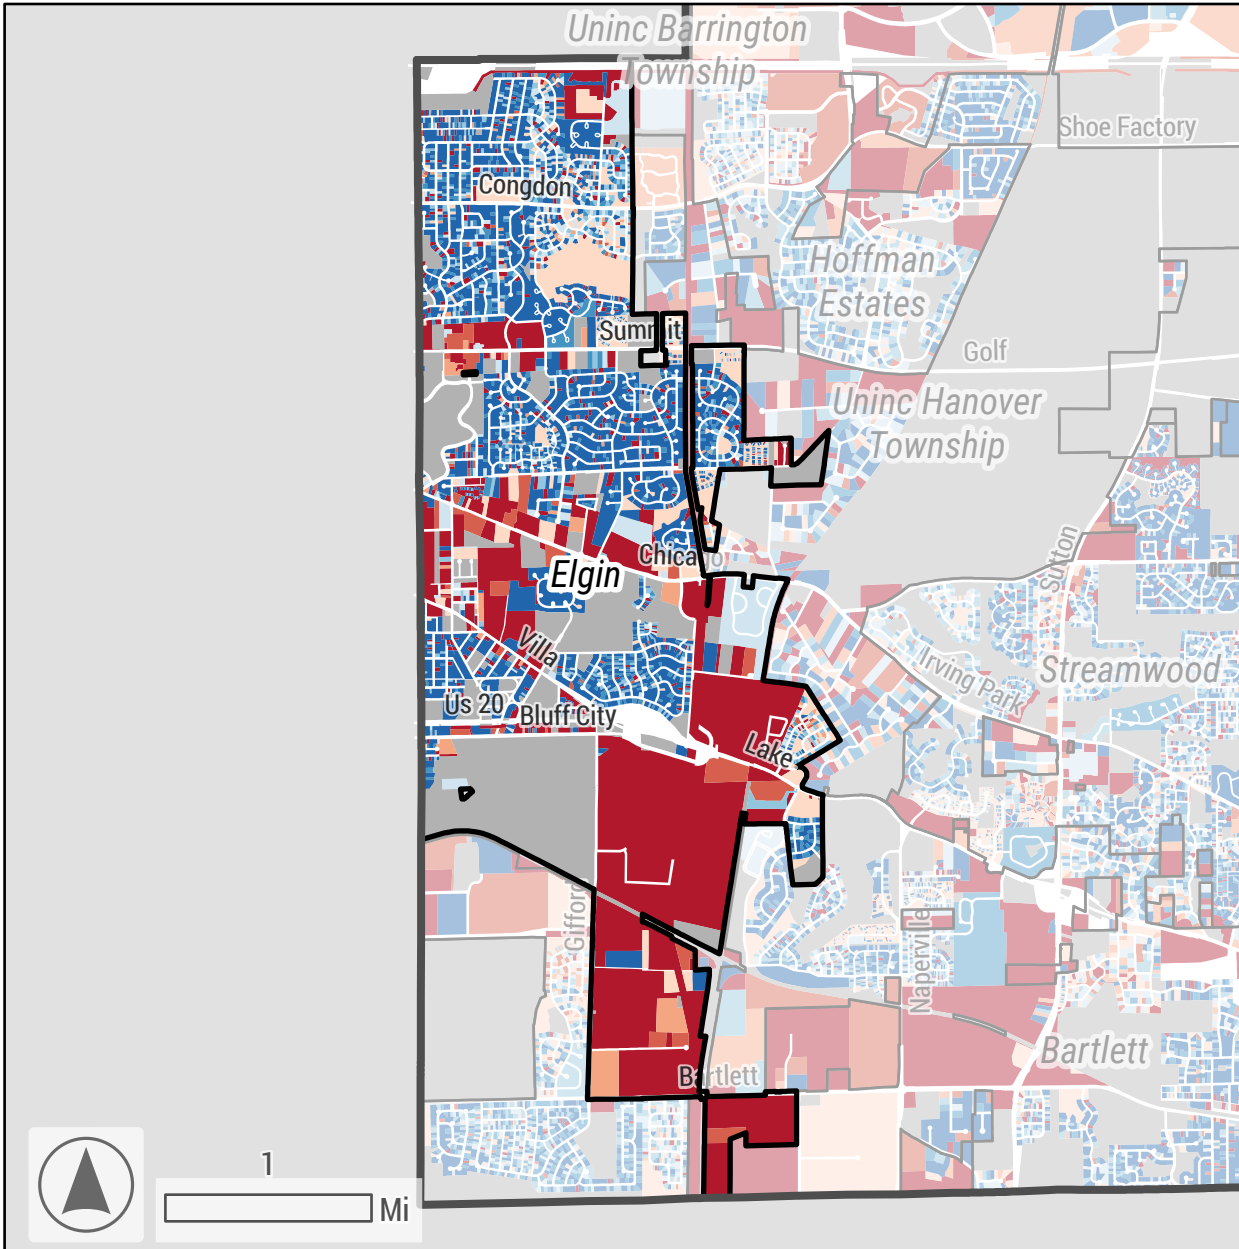 Uninc Barrington
Township
Shoe Factory
Congdon
Hoffman
Estates
Summit
Golf
Uninc Hanover
Township
Chicago
Elgin
Sutton
Villa
Irving Park
Streamwood
Us 20
Bluff City
Lake
Gifford
Naperville
Bartlett
Bartlett
1
Mi